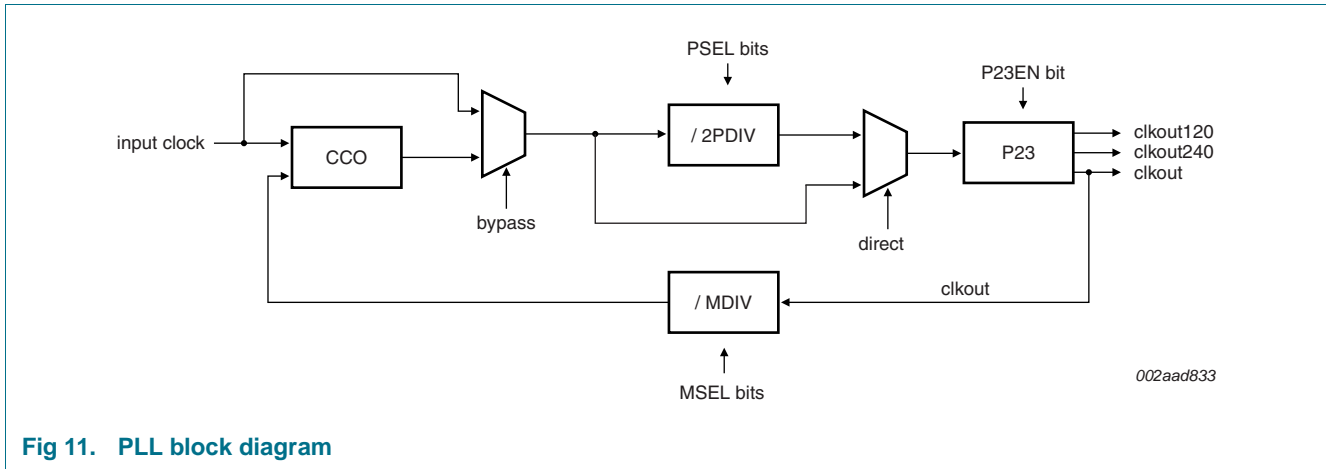 PSEL bits
P23EN bit
input clock
CCO
/ 2PDIV
P23
clkout120
clkout240
clkout
bypass
direct
/ MDIV
clkout
MSEL bits
002aad833
Fig 11. PLL block diagram